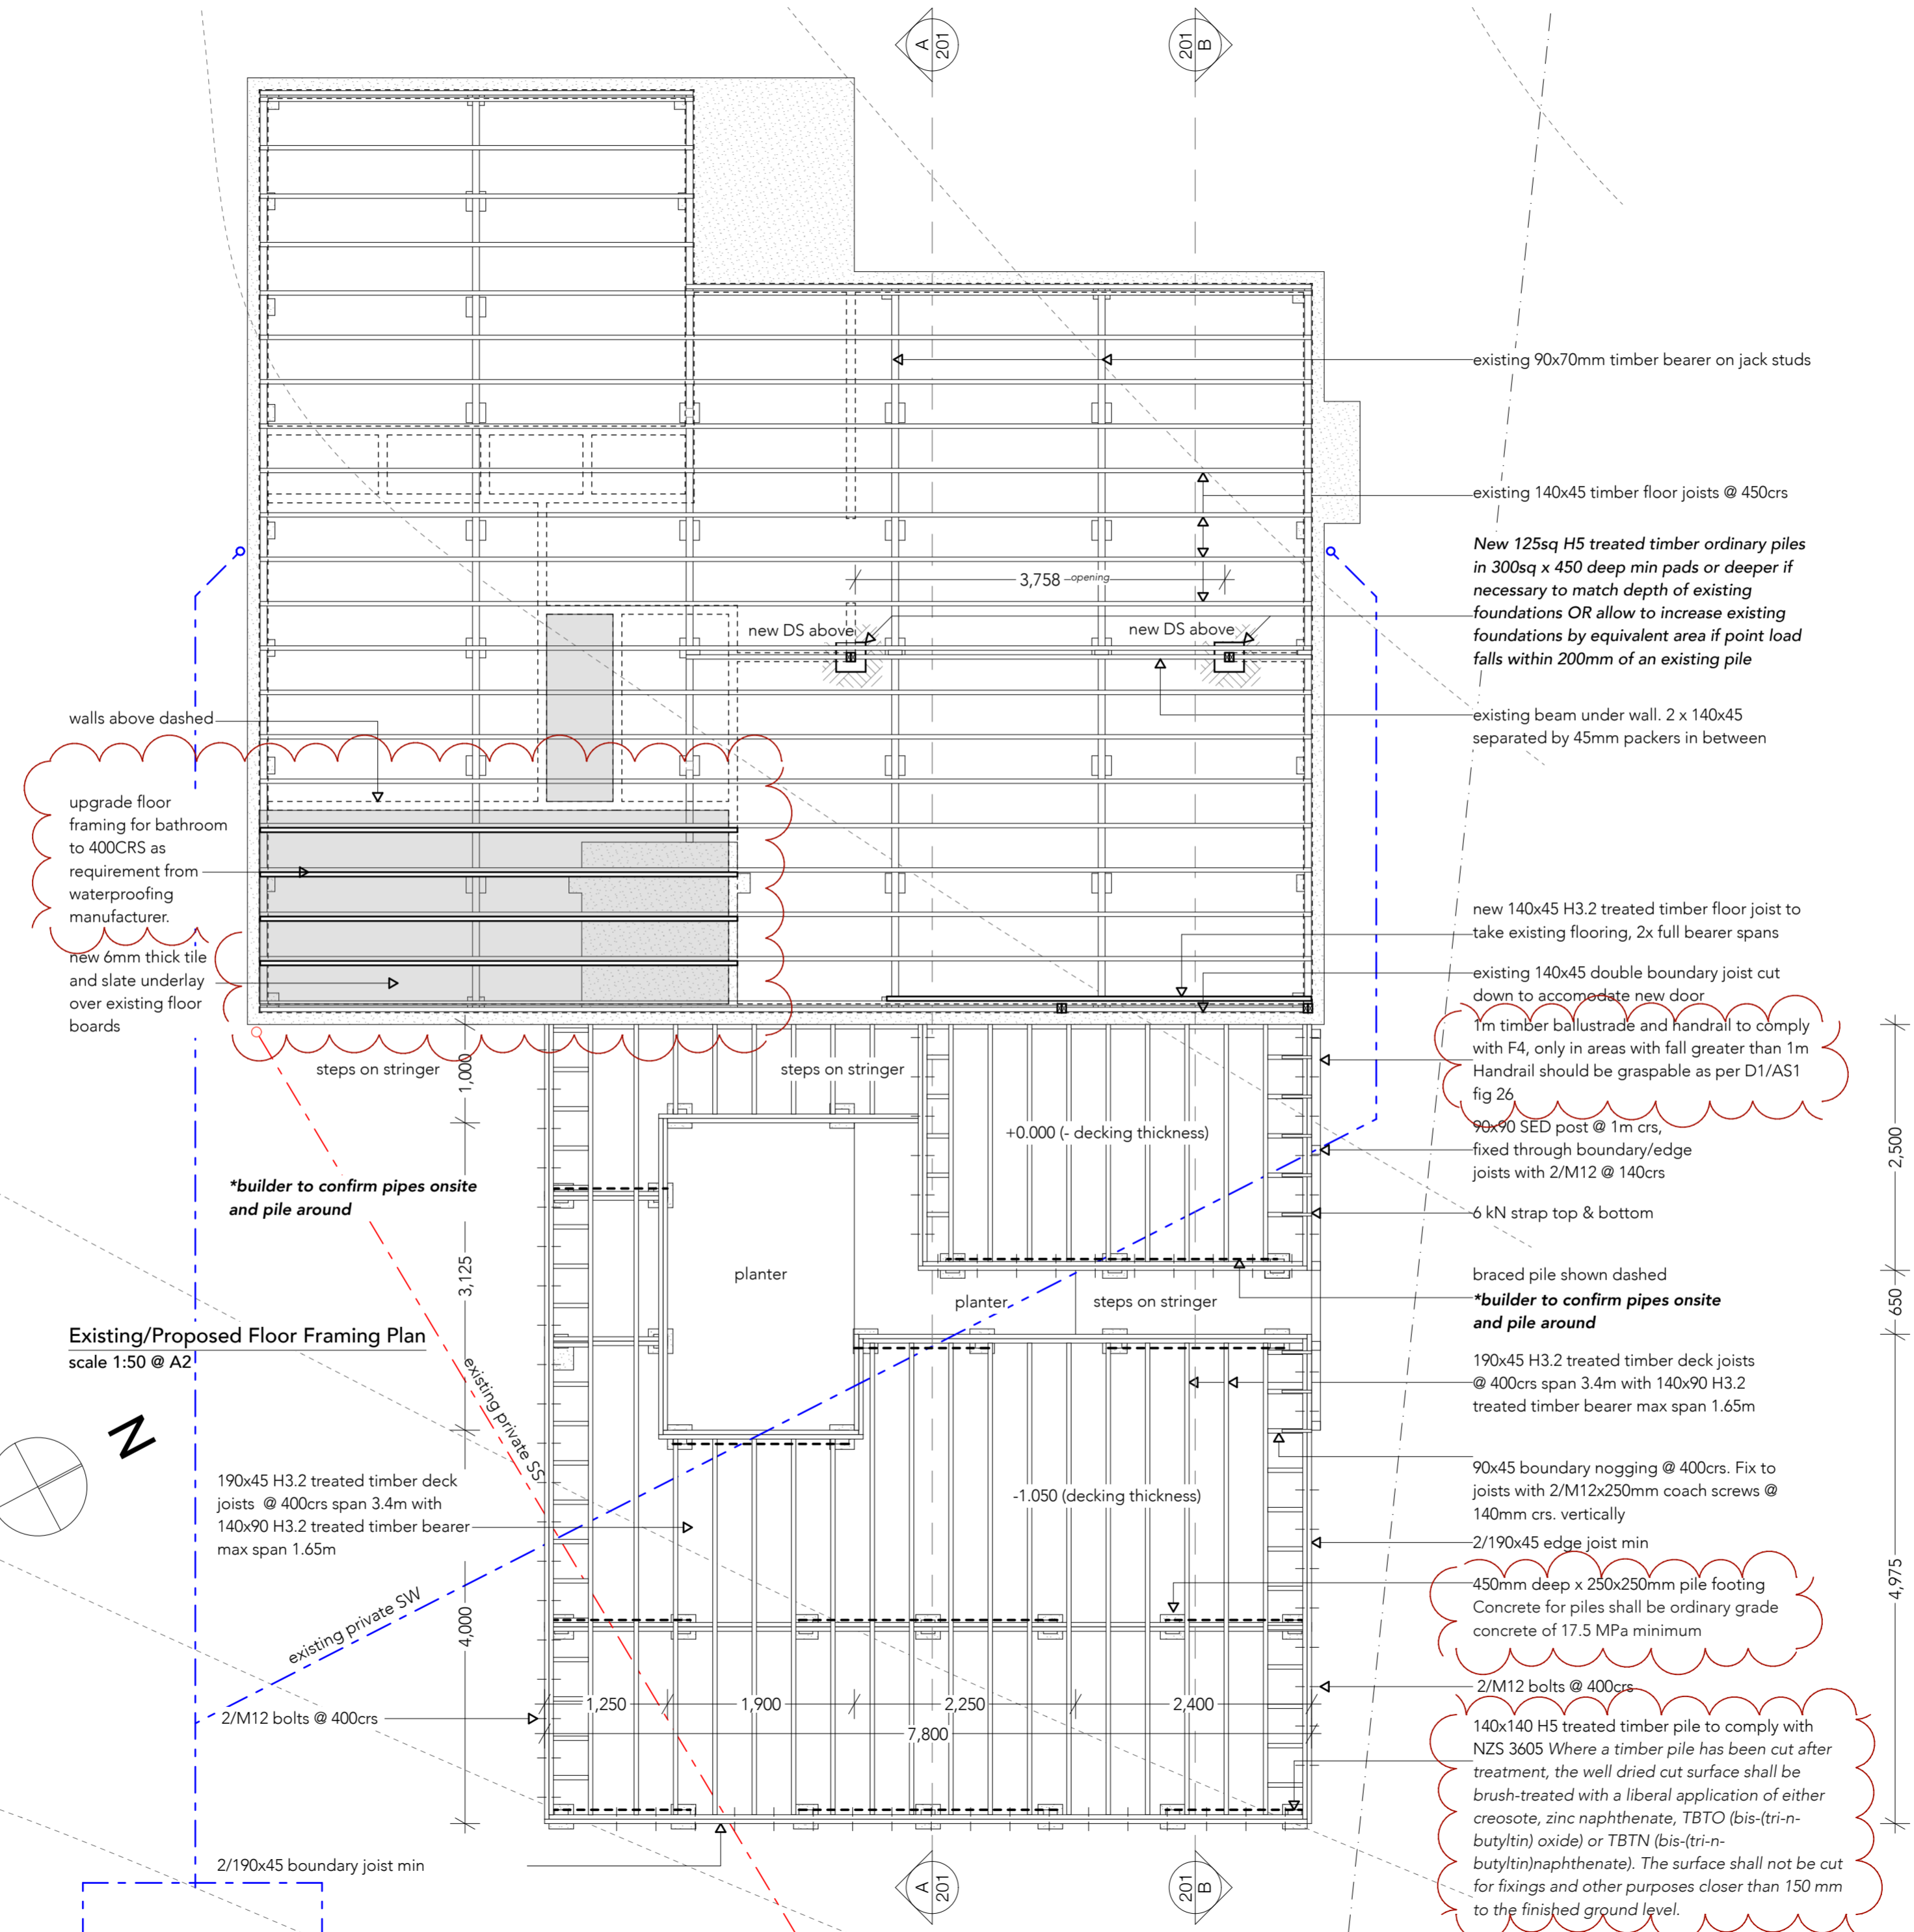 A
201
201
B
existing 90x70mm timber bearer on jack studs
existing 140x45 timber floor joists @ 450crs
New 125sq H5 treated timber ordinary piles
in 300sq x 450 deep min pads or deeper if
necessary to match depth of existing
foundations OR allow to increase existing
foundations by equivalent area if point load
falls within 200mm of an existing pile
3,758 opening
new DS above
new DS above
existing beam under wall. 2 x 140x45
separated by 45mm packers in between
walls above dashed
upgrade floor
framing for bathroom
to 400CRS as
requirement from
waterproofing
manufacturer.
new 6mm thick tile
and slate underlay
over existing floor
boards
new 140x45 H3.2 treated timber floor joist to
take existing flooring, 2x full bearer spans
existing 140x45 double boundary joist cut
down to accomodate new door
1m timber ballustrade and handrail to comply
with F4, only in areas with fall greater than 1m
Handrail should be graspable as per D1/AS1
fig 26
90x90 SED post @ 1m crs,
fixed through boundary/edge
joists with 2/M12 @ 140crs
6 kN strap top & bottom
braced pile shown dashed
*builder to confirm pipes onsite
and pile around
190x45 H3.2 treated timber deck joists
@ 400crs span 3.4m with 140x90 H3.2
treated timber bearer max span 1.65m
90x45 boundary nogging @ 400crs. Fix to
joists with 2/M12x250mm coach screws @
140mm crs. vertically
2/190x45 edge joist min
450mm deep x 250x250mm pile footing
Concrete for piles shall be ordinary grade
concrete of 17.5 MPa minimum
2/M12 bolts @ 400crs
140x140 H5 treated timber pile to comply with
NZS 3605 Where a timber pile has been cut after
treatment, the well dried cut surface shall be
brush-treated with a liberal application of either
creosote, zinc naphthenate, TBTO (bis-(tri-n-
butyltin) oxide) or TBTN (bis-(tri-n-
butyltin)naphthenate). The surface shall not be cut
for fixings and other purposes closer than 150 mm
to the finished ground level.
2,500
650
4,975
steps on stringer
1,000
steps on stringer
+0.000 (- decking thickness)
*builder to confirm pipes onsite
and pile around
3,125
planter
planter
steps on stringer
Existing/Proposed Floor Framing Plan
scale 1:50 @ A2
N
existing private SS
-1.050 (decking thickness)
190x45 H3.2 treated timber deck
joists @ 400crs span 3.4m with
140x90 H3.2 treated timber bearer
max span 1.65m
existing private SW
4,000
1,250
1,900
2,250
2,400
7,800
2/M12 bolts @ 400crs
2/190x45 boundary joist min
A
201
201
B